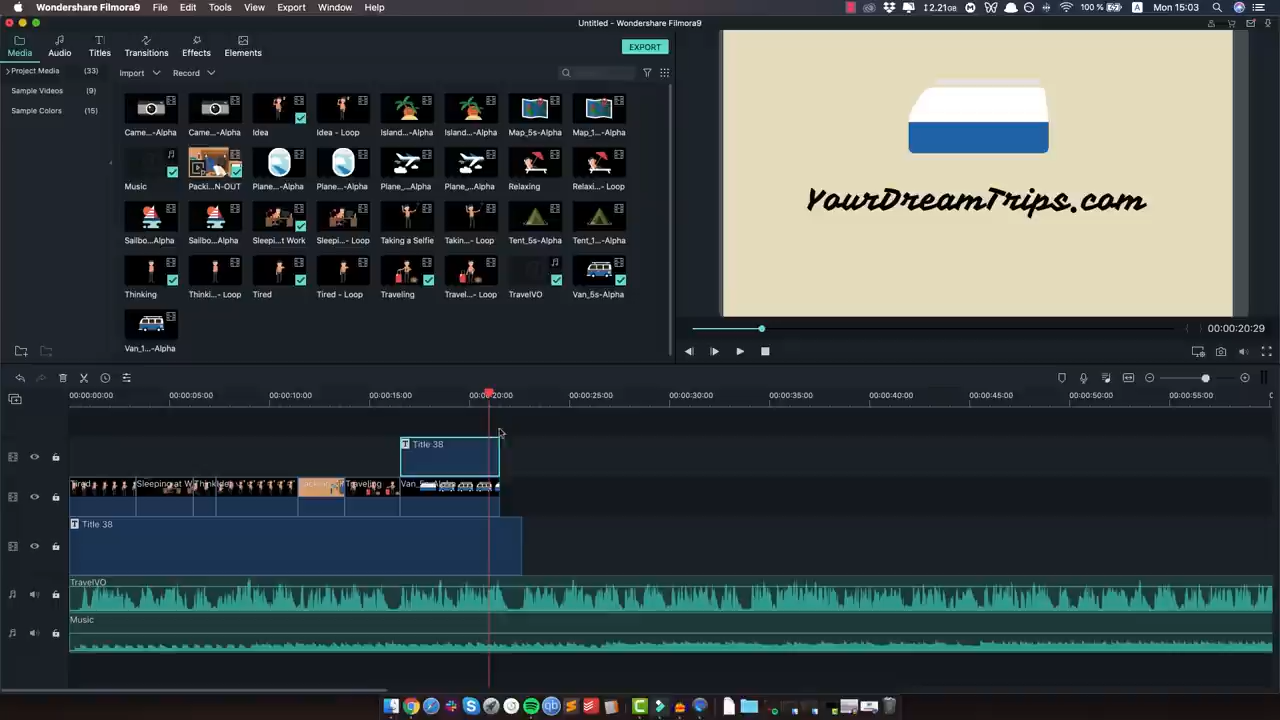 Wondershare Filmora9 File Edit Tools View Export Window Help
2.21GB 100 % A Mon 15:03
Untitled - Wondershare Filmora9
Media Audio Titles Transitions Effects Elements
EXPORT
Project Media (33)
Sample Videos (9)
Sample Colors (15)
Import Record
Came...-Alpha Came...-Alpha Idea Idea - Loop Island...-Alpha Island...-Alpha Map_5s-Alpha Map_1...-Alpha
Music Packi...N-OUT Plane...-Alpha Plane...-Alpha Plane_...-Alpha Plane_...-Alpha Relaxing Relaxi... - Loop
Sailbo...Alpha Sailbo...Alpha Sleepi...t Work Sleepi... - Loop Taking a Selfie Takin... - Loop Tent_5s-Alpha Tent_1...-Alpha
Thinking Thinki...- Loop Tired Tired - Loop Traveling Travel...- Loop TravelVO Van_5s-Alpha
Van_1...-Alpha
YourDreamTrips.com
00:00:20:29
00:00:00:00 00:00:05:00 00:00:10:00 00:00:15:00 00:00:20:00 00:00:25:00 00:00:30:00 00:00:35:00 00:00:40:00 00:00:45:00 00:00:50:00 00:00:55:00
Title 38
Tired Sleeping at W Traveling
Title 38
TravelVO
Music